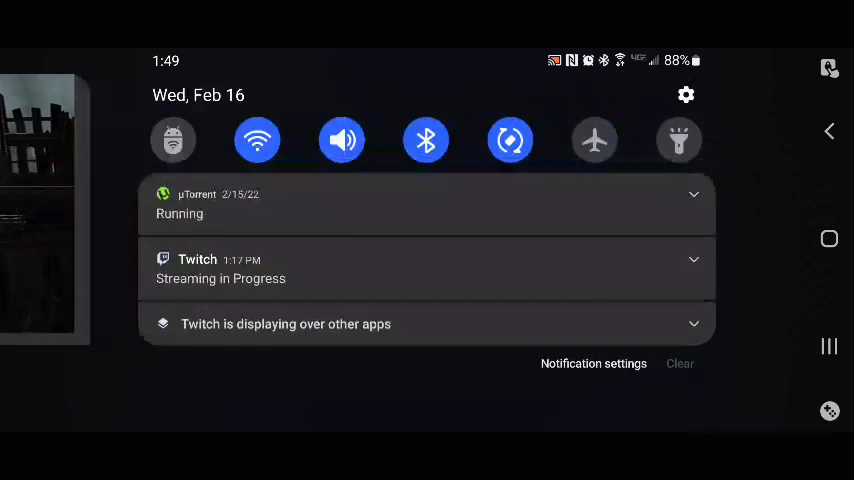 1:49
88%
Wed, Feb 16
µTorrent 2/15/22
Running
Twitch 1:17 PM
Streaming in Progress
Twitch is displaying over other apps
Notification settings
Clear